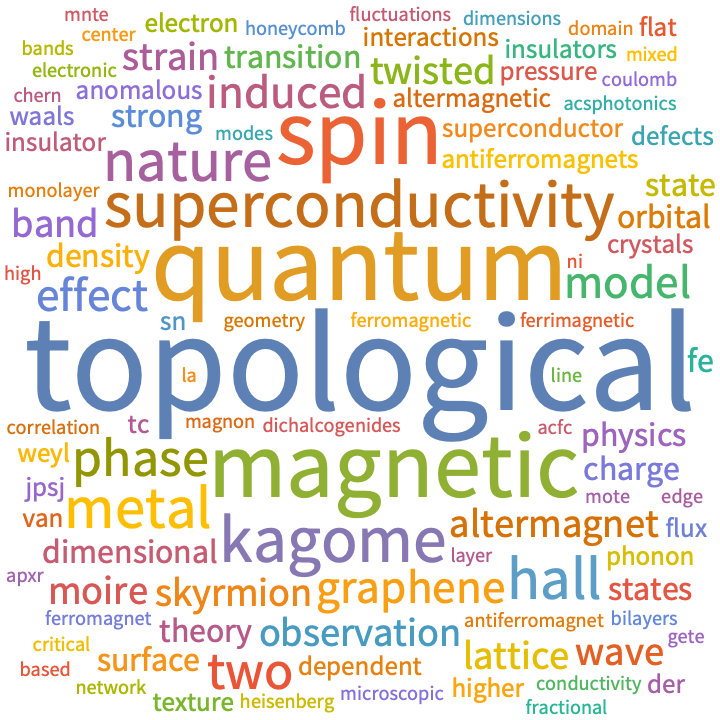 mnte
fluctuations
center
electron
honeycomb
dimensions
domain
flat
bands
strain
transition
interactions
insulators
mixed
electronic
twisted
pressure
coulomb
chern
anomalous
induced
altermagnetic
acsphotonics
waals
strong
modes
spin
superconductor
defects
insulator
nature
antiferromagnets
monolayer
superconductivity
state
band
orbital
density
quantum
crystals
high
effect
ni
model
sn
geometry
ferromagnetic
ferrimagnetic
topological
fe
la
line
correlation
tc
magnon
dichalcogenides
acfc
physics
weyl
phase
magnetic
charge
jpsj
mote
edge
van
metal
kagome
altermagnet
flux
dimensional
layer
phonon
apxr
moire
skyrmion
graphene
hall
states
ferromagnet
theory
observation
antiferromagnet
bilayers
gete
critical
surface
two
dependent
lattice
wave
based
network
texture
heisenberg
microscopic
higher
conductivity
der
fractional